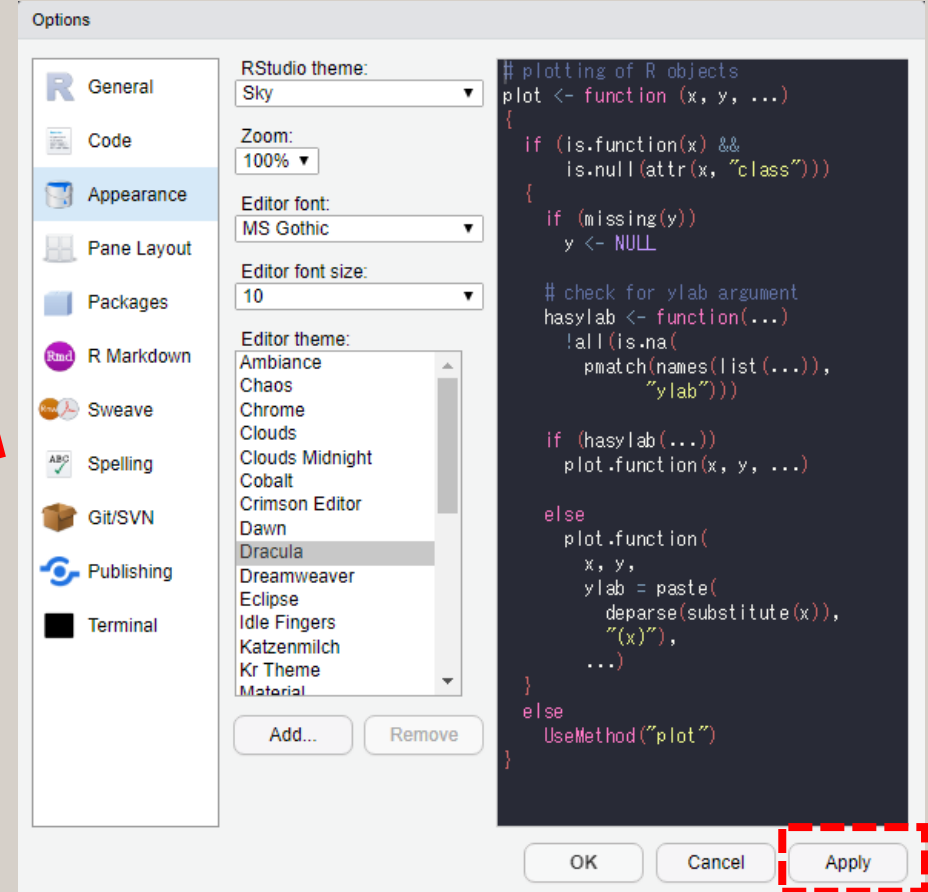 Options
General
Code
Appearance
Pane Layout
Packages
Rmd
R Markdown
Sweave
ABC
Spelling
Git/SVN
Publishing
Terminal
RStudio theme:
Sky
Zoom:
100%
Editor font:
MS Gothic
Editor font size:
10
Editor theme:
Ambiance
Chaos
Chrome
Clouds
Clouds Midnight
Cobalt
Crimson Editor
Dawn
Dracula
Dreamweaver
Eclipse
Idle Fingers
Katzenmilch
Kr Theme
Material
Add...
Remove
# plotting of R objects
plot <- function (x, y, ...)
{
  if (is.function(x) &&
      is.null(attr(x, "class")))
  {
    if (missing(y))
      y <- NULL

    # check for ylab argument
    hasylab <- function(...)
      !all(is.na(
        pmatch(names(list(...)),
              "ylab")))

    if (hasylab(...))
      plot.function(x, y, ...)

    else
      plot.function(
        x, y,
        ylab = paste(
          deparse(substitute(x)),
          "(x)"),
        ...)
  }
  else
    UseMethod("plot")
}
OK
Cancel
Apply